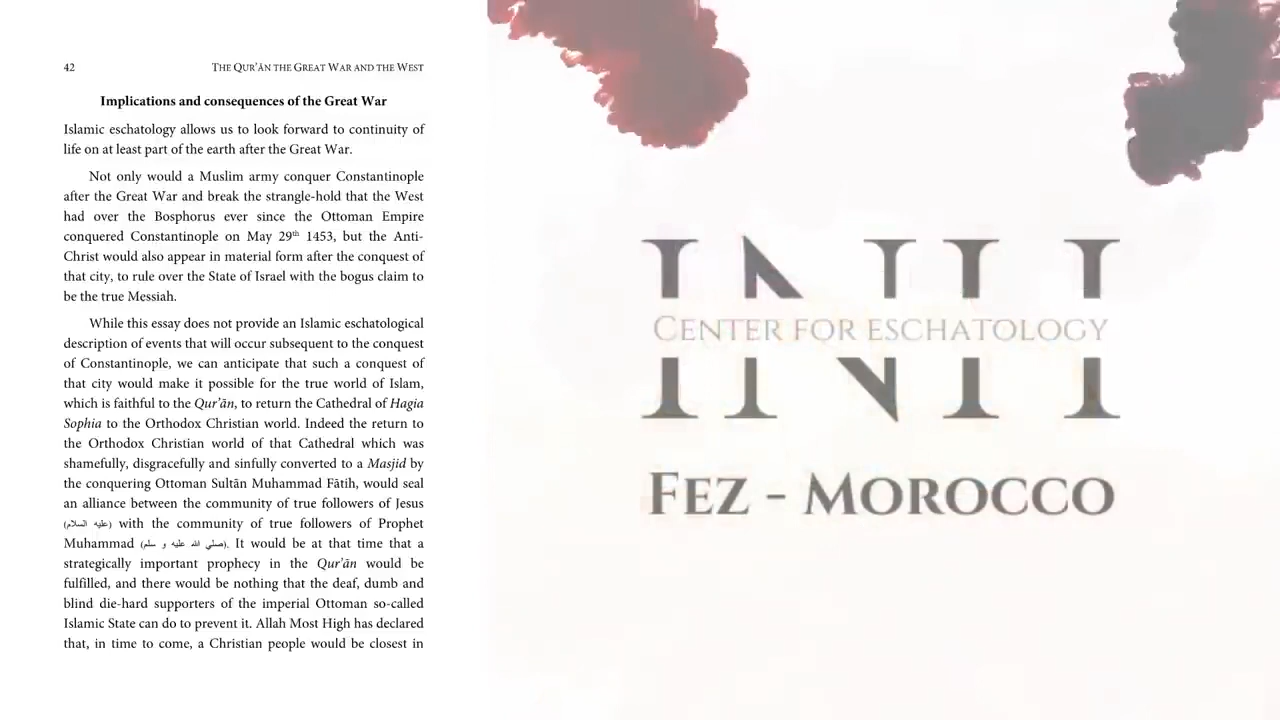 42 THE QUR'ĀN THE GREAT WAR AND THE WEST
Implications and consequences of the Great War
Islamic eschatology allows us to look forward to continuity of
life on at least part of the earth after the Great War.
Not only would a Muslim army conquer Constantinople
after the Great War and break the strangle-hold that the West
had over the Bosphorus ever since the Ottoman Empire
conquered Constantinople on May 29th 1453, but the Anti-
Christ would also appear in material form after the conquest of
that city, to rule over the State of Israel with the bogus claim to
be the true Messiah.
While this essay does not provide an Islamic eschatological
description of events that will occur subsequent to the conquest
of Constantinople, we can anticipate that such a conquest of
that city would make it possible for the true world of Islam,
which is faithful to the Qur'ān, to return the Cathedral of Hagia
Sophia to the Orthodox Christian world. Indeed the return to
the Orthodox Christian world of that Cathedral which was
shamefully, disgracefully and sinfully converted to a Masjid by
the conquering Ottoman Sultān Muhammad Fātih, would seal
an alliance between the community of true followers of Jesus
(عليه السلام) with the community of true followers of Prophet
Muhammad (صلي الله عليه و سلم). It would be at that time that a
strategically important prophecy in the Qur'ān would be
fulfilled, and there would be nothing that the deaf, dumb and
blind die-hard supporters of the imperial Ottoman so-called
Islamic State can do to prevent it. Allah Most High has declared
that, in time to come, a Christian people would be closest in
INH
CENTER FOR ESCHATOLOGY
FEZ - MOROCCO